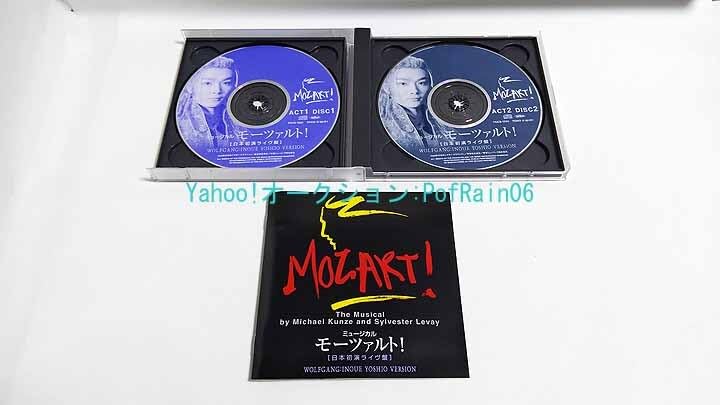 MOZART!
ACT1 DISC1
ミュージカル モーツァルト!
[日本初演ライヴ盤]
WOLFGANG:INOUE YOSHIO VERSION
MOZART!
ACT2 DISC2
ミュージカル モーツァルト!
[日本初演ライヴ盤]
WOLFGANG:INOUE YOSHIO VERSION
Yahoo!オークション:PofRain06
MOZART!
The Musical
by Michael Kunze and Sylvester Levay
ミュージカル
モーツァルト!
[日本初演ライヴ盤]
WOLFGANG:INOUE YOSHIO VERSION